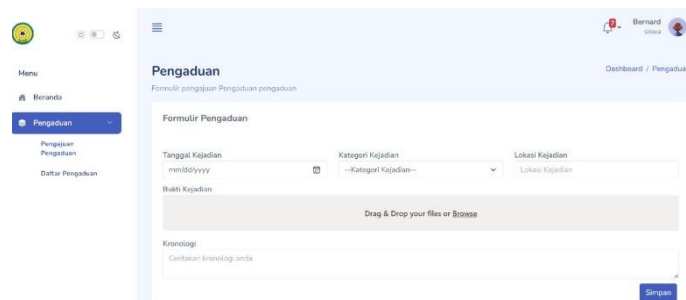 7
Bernard
siswa
Menu
Beranda
Pengaduan
Pengajuan
Pengaduan
Daftar Pengaduan
Pengaduan
Dashboard / Pengadua
Formulir pengajuan Pengaduan pengaduan
Formulir Pengaduan
Tanggal Kejadian
Kategori Kejadian
Lokasi Kejadian
mm/dd/yyyy
--Kategori Kejadian--
Lokasi Kejadian
Bukti Kejadian
Drag & Drop your files or Browse
Kronologi
Ceritakan kronologi anda
Simpan